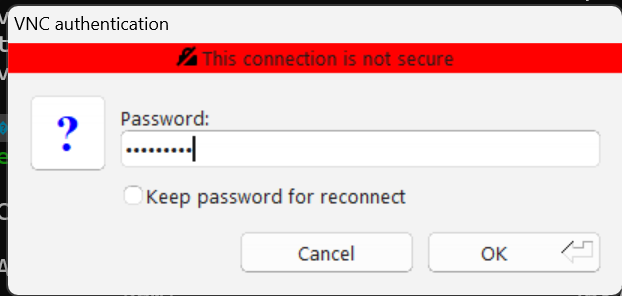 VNC authentication
This connection is not secure
?
Password:
•••••••••
Keep password for reconnect
Cancel
OK